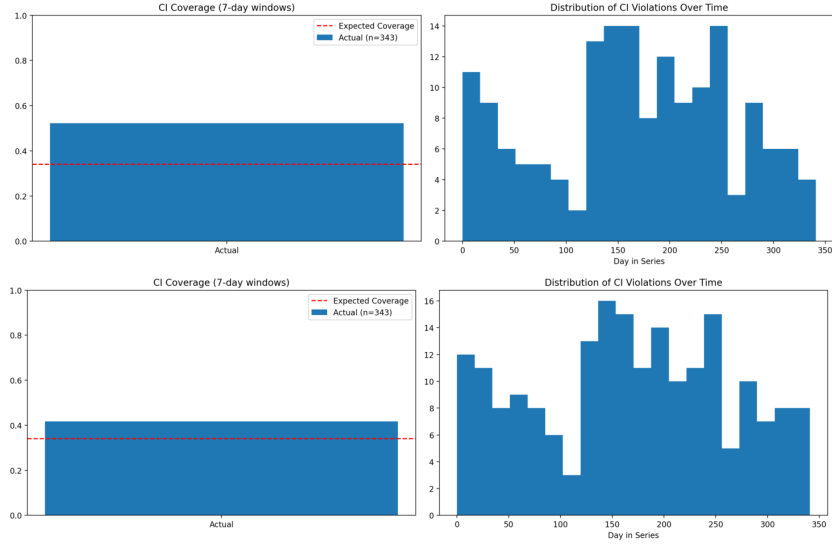 CI Coverage (7-day windows)
1.0
0.8
0.6
0.4
0.2
0.0
Expected Coverage
Actual (n=343)
Actual
Distribution of CI Violations Over Time
14
12
10
8
6
4
2
0
0 50 100 150 200 250 300 350
Day in Series
CI Coverage (7-day windows)
1.0
0.8
0.6
0.4
0.2
0.0
Expected Coverage
Actual (n=343)
Actual
Distribution of CI Violations Over Time
16
14
12
10
8
6
4
2
0
0 50 100 150 200 250 300 350
Day in Series